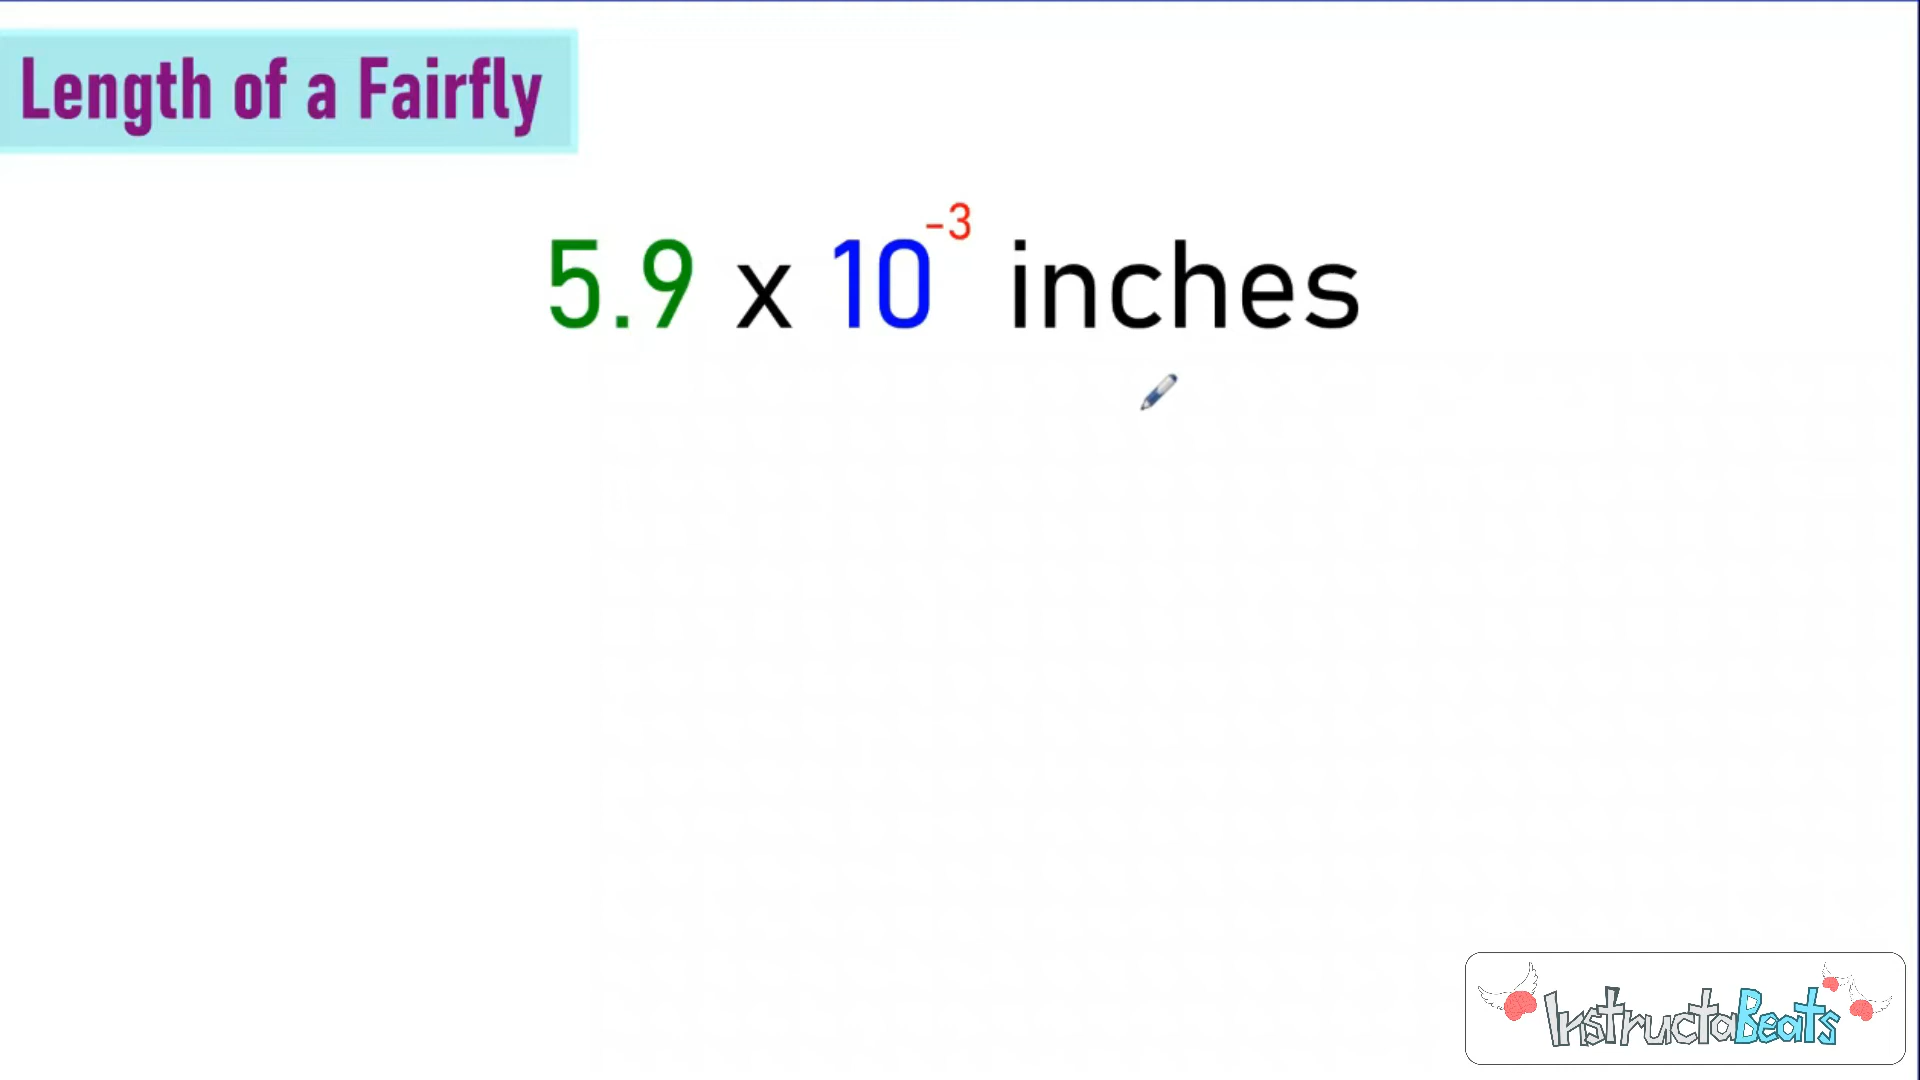 Length of a Fairfly
5.9 x 10⁻³ inches
InstructaBeats